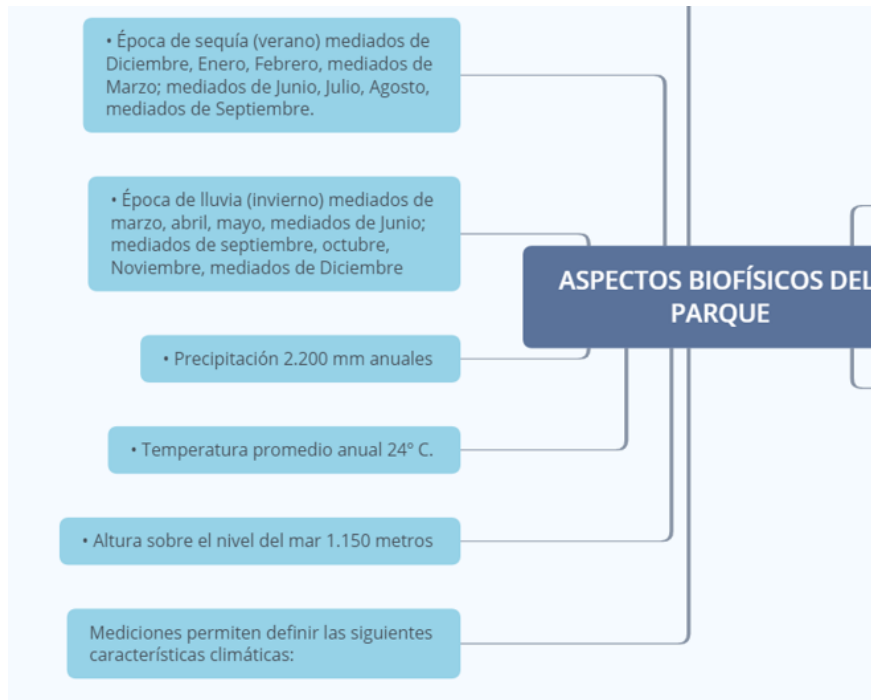 • Época de sequía (verano) mediados de
Diciembre, Enero, Febrero, mediados de
Marzo; mediados de Junio, Julio, Agosto,
mediados de Septiembre.
• Época de lluvia (invierno) mediados de
marzo, abril, mayo, mediados de Junio;
mediados de septiembre, octubre,
Noviembre, mediados de Diciembre
ASPECTOS BIOFÍSICOS DEL
PARQUE
• Precipitación 2.200 mm anuales
• Temperatura promedio anual 24º C.
• Altura sobre el nivel del mar 1.150 metros
Mediciones permiten definir las siguientes
características climáticas: